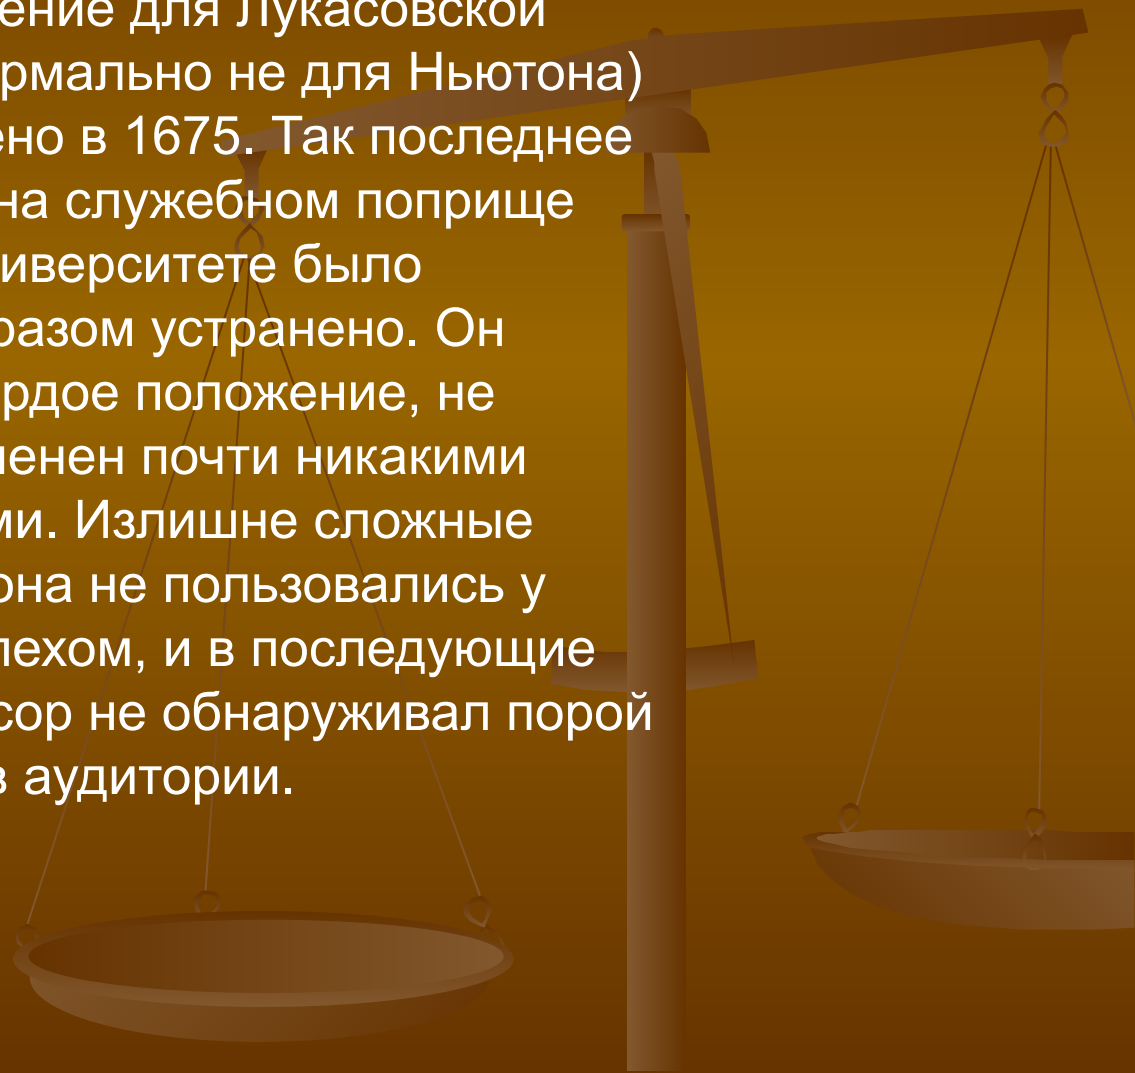 ение для Лукасовской
рмально не для Ньютона)
ено в 1675. Так последнее
на служебном поприще
иверситете было
разом устранено. Он
рдое положение, не
менен почти никакими
ми. Излишне сложные
она не пользовались у
пехом, и в последующие
сор не обнаруживал порой
в аудитории.